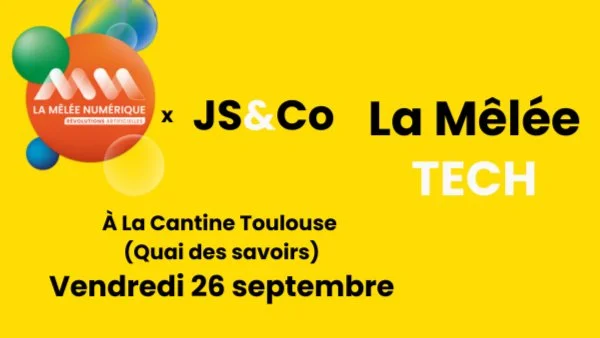 LA MÊLÉE NUMÉRIQUE
RÉVOLUTIONS ARTIFICIELLES
x JS&Co
La Mêlée
TECH
À La Cantine Toulouse
(Quai des savoirs)
Vendredi 26 septembre